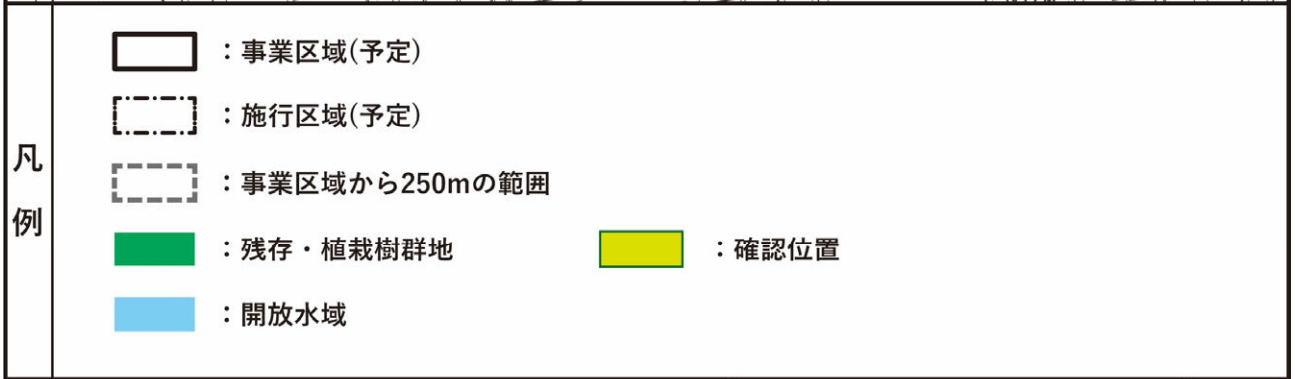 凡例
：事業区域(予定)
：施行区域(予定)
：事業区域から250mの範囲
：残存・植栽樹群地
：確認位置
：開放水域